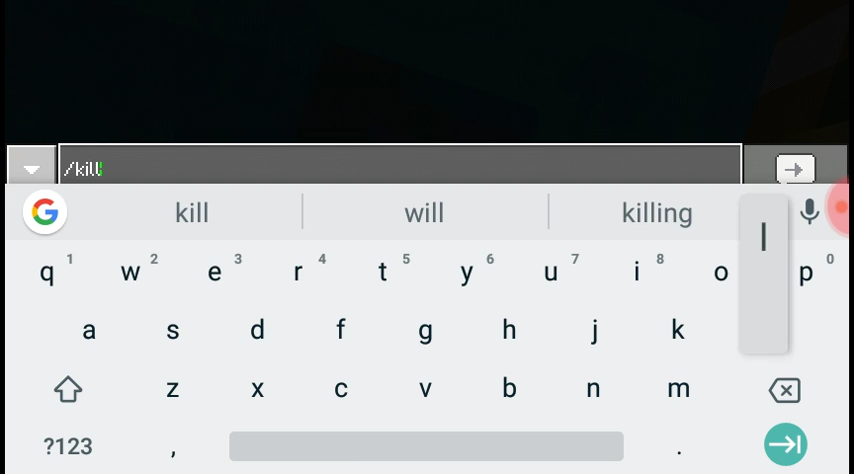 /kill
kill will killing
q 1 w 2 e 3 r 4 t 5 y 6 u 7 i 8 o p 0
l
a s d f g h j k
z x c v b n m
?123 , .